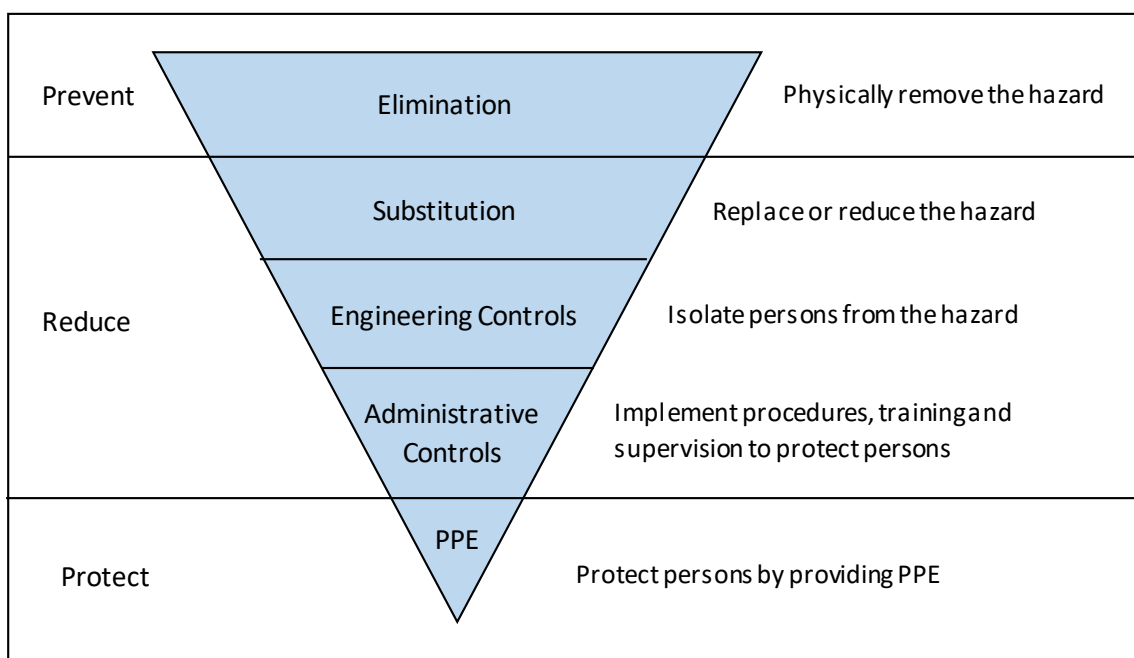 Prevent
Elimination
Physically remove the hazard
Substitution
Replace or reduce the hazard
Reduce
Engineering Controls
Isolate persons from the hazard
Administrative
Controls
Implement procedures, training and
supervision to protect persons
PPE
Protect
Protect persons by providing PPE